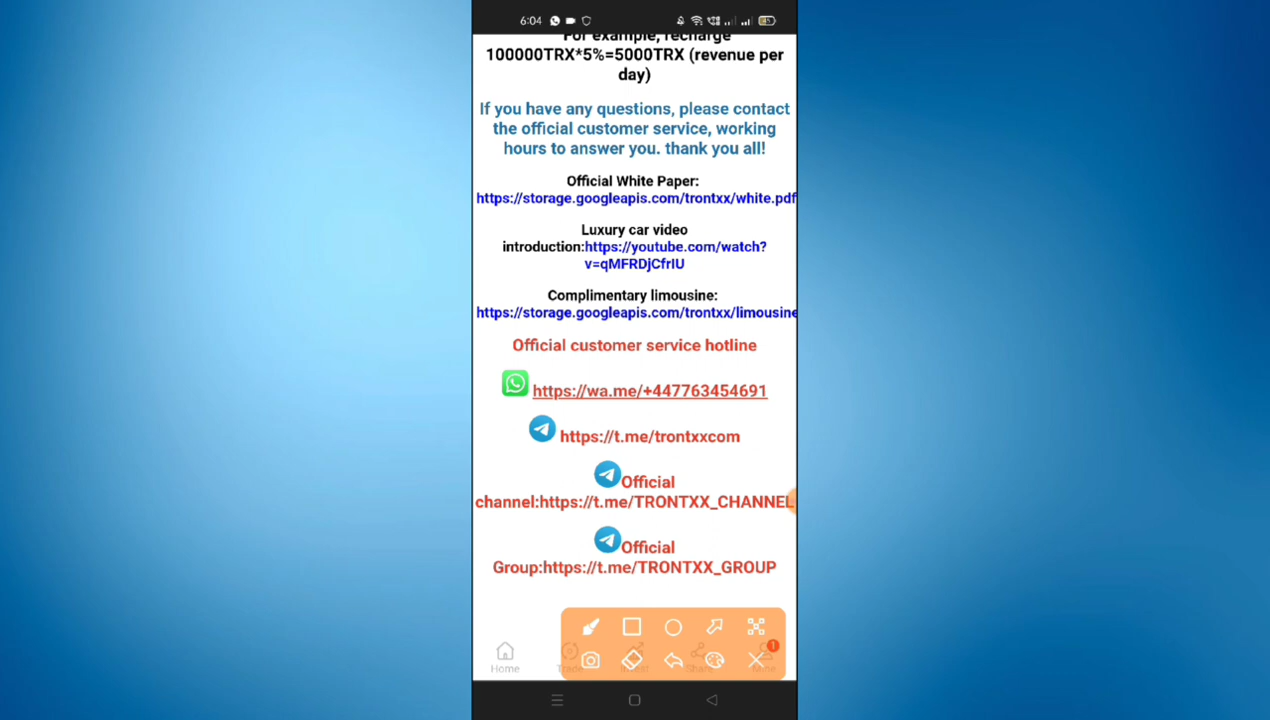 6:04
For example, recharge
100000TRX*5%=5000TRX (revenue per
day)
If you have any questions, please contact
the official customer service, working
hours to answer you. thank you all!
Official White Paper:
https://storage.googleapis.com/trontxx/white.pdf
Luxury car video
introduction:https://youtube.com/watch?
v=qMFRDjCfrIU
Complimentary limousine:
https://storage.googleapis.com/trontxx/limousine
Official customer service hotline
https://wa.me/+447763454691
https://t.me/trontxxcom
Official
channel:https://t.me/TRONTXX_CHANNEL
Official
Group:https://t.me/TRONTXX_GROUP
1
Home